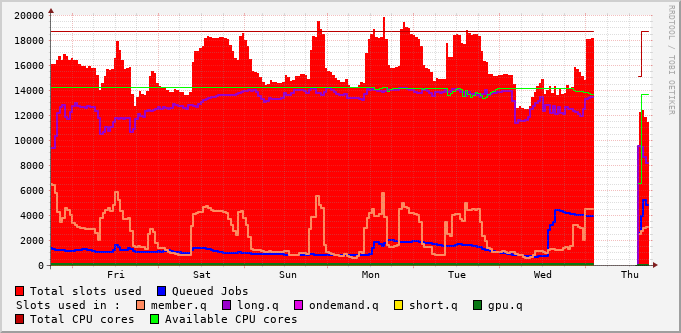 20000
18000
16000
14000
12000
10000
8000
6000
4000
2000
0
Fri Sat Sun Mon Tue Wed Thu
RRDTOOL / TOBI OETIKER
Total slots used Queued Jobs
Slots used in : member.q long.q ondemand.q short.q gpu.q
Total CPU cores Available CPU cores